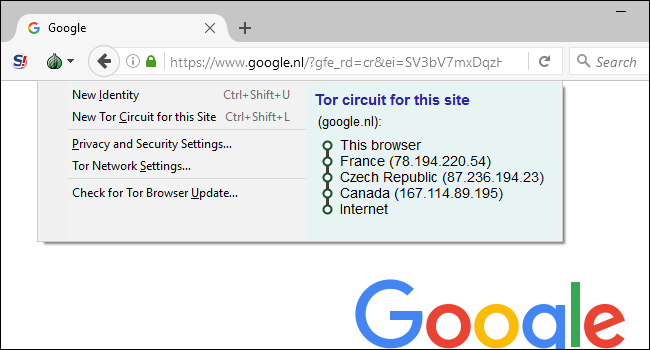 Google
S!
https://www.google.nl/?gfe_rd=cr&ei=SV3bV7mxDqzH
Search
New Identity Ctrl+Shift+U
New Tor Circuit for this Site Ctrl+Shift+L
Privacy and Security Settings...
Tor Network Settings...
Check for Tor Browser Update...
Tor circuit for this site
(google.nl):
This browser
France (78.194.220.54)
Czech Republic (87.236.194.23)
Canada (167.114.89.195)
Internet
Google